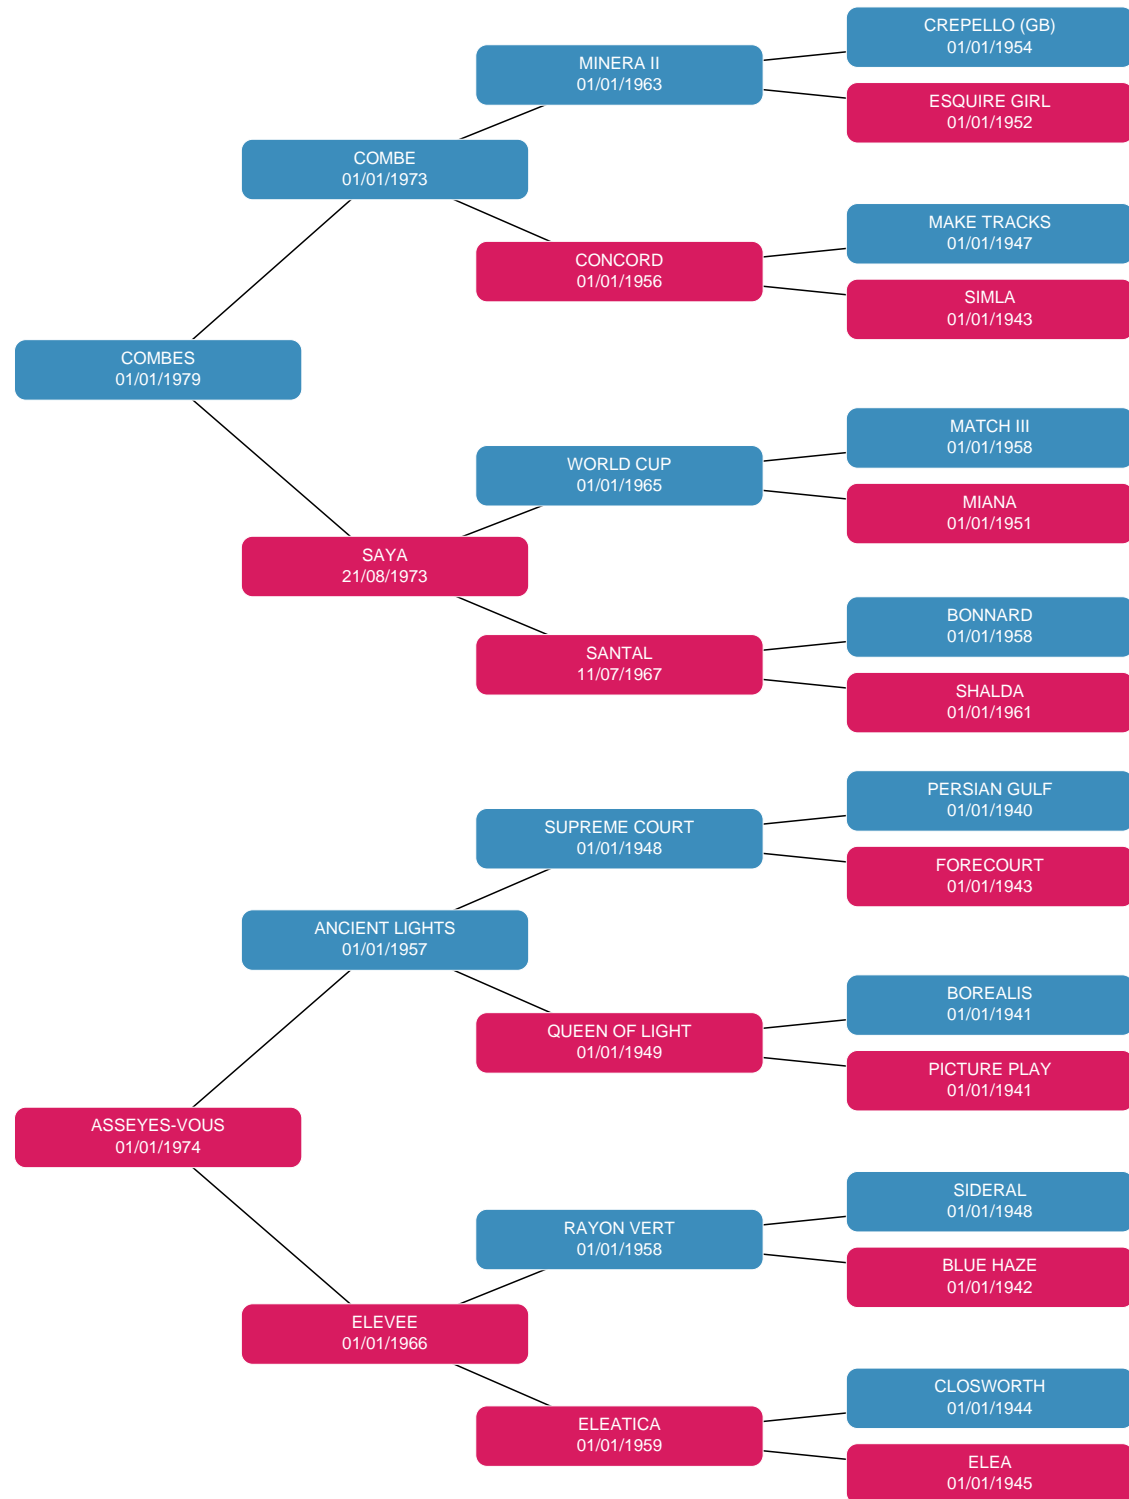 CREPELLO (GB)
01/01/1954
MINERA II
01/01/1963
ESQUIRE GIRL
01/01/1952
COMBE
01/01/1973
MAKE TRACKS
01/01/1947
CONCORD
01/01/1956
SIMLA
01/01/1943
COMBES
01/01/1979
MATCH III
01/01/1958
WORLD CUP
01/01/1965
MIANA
01/01/1951
SAYA
21/08/1973
BONNARD
01/01/1958
SANTAL
11/07/1967
SHALDA
01/01/1961
PERSIAN GULF
01/01/1940
SUPREME COURT
01/01/1948
FORECOURT
01/01/1943
ANCIENT LIGHTS
01/01/1957
BOREALIS
01/01/1941
QUEEN OF LIGHT
01/01/1949
PICTURE PLAY
01/01/1941
ASSEYES-VOUS
01/01/1974
SIDERAL
01/01/1948
RAYON VERT
01/01/1958
BLUE HAZE
01/01/1942
ELEVEE
01/01/1966
CLOSWORTH
01/01/1944
ELEATICA
01/01/1959
ELEA
01/01/1945